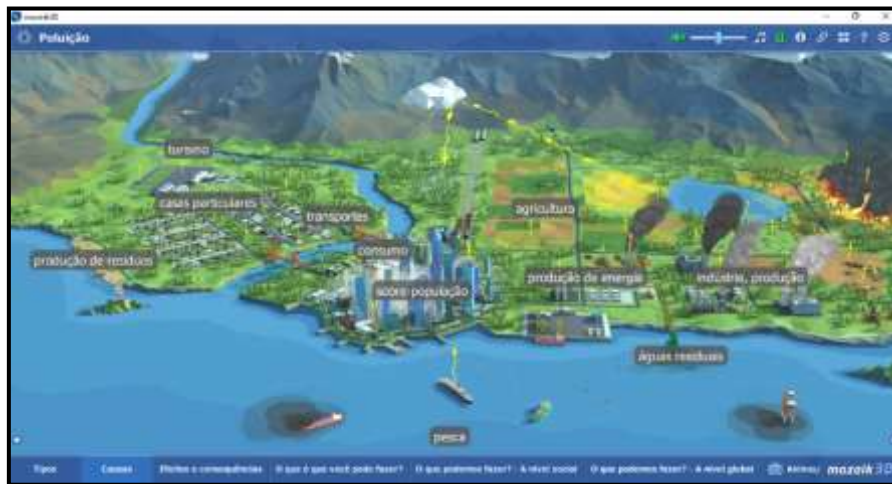 mozaik3D
Poluição
turismo
casas particulares
transportes
agricultura
consumo
produção de resíduos
sobre população
produção de energia
indústria, produção
águas residuais
pesca
Tipos
Causas
Efeitos e consequências
O que é que você pode fazer?
O que podemos fazer? - A nível social
O que podemos fazer? - A nível global
mozaik3D